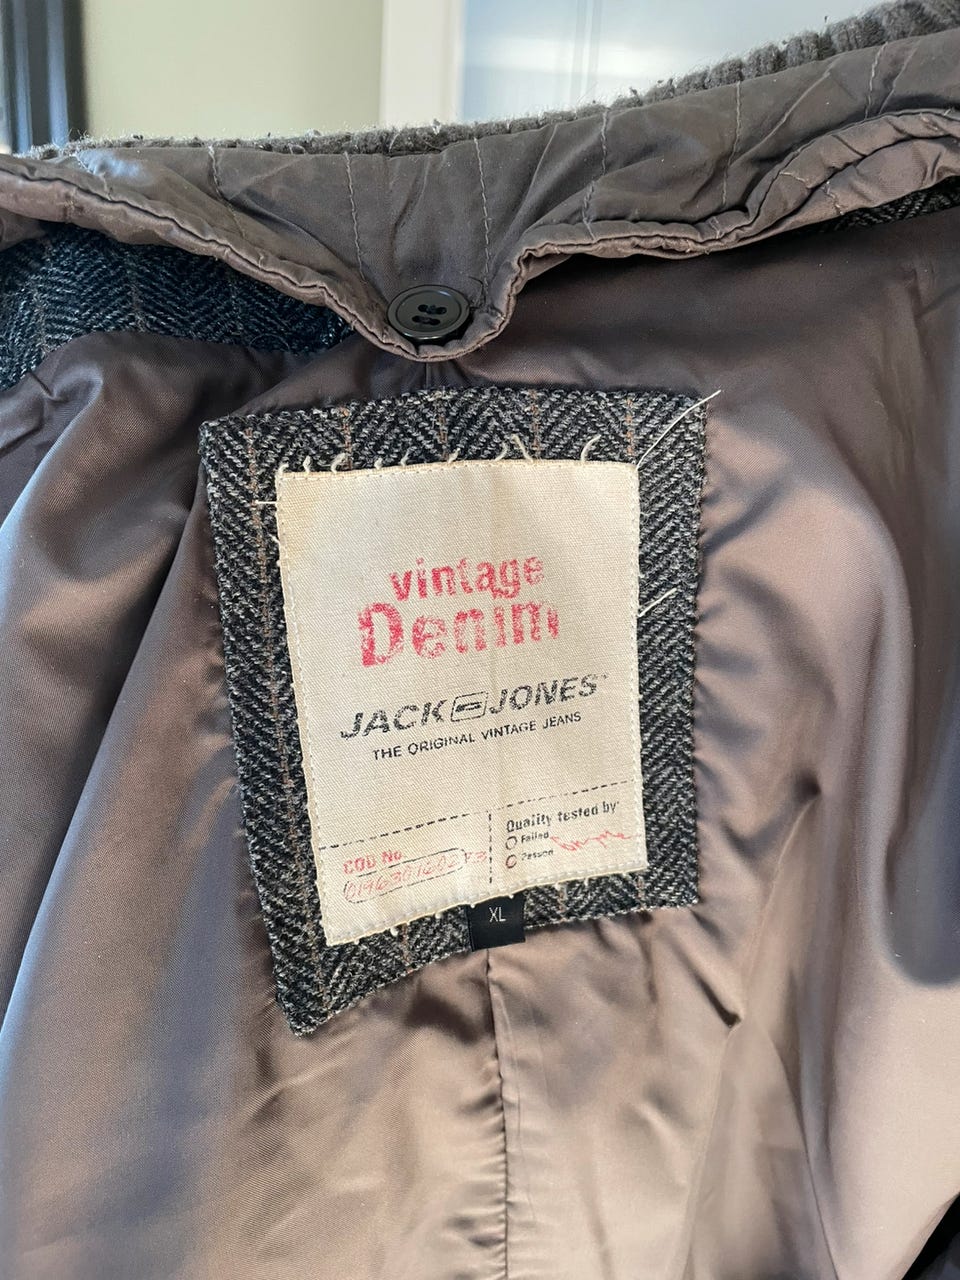 vintage
Denim
JACK JONES
THE ORIGINAL VINTAGE JEANS
Quality tested by
Failed
Passed
COD No
XL